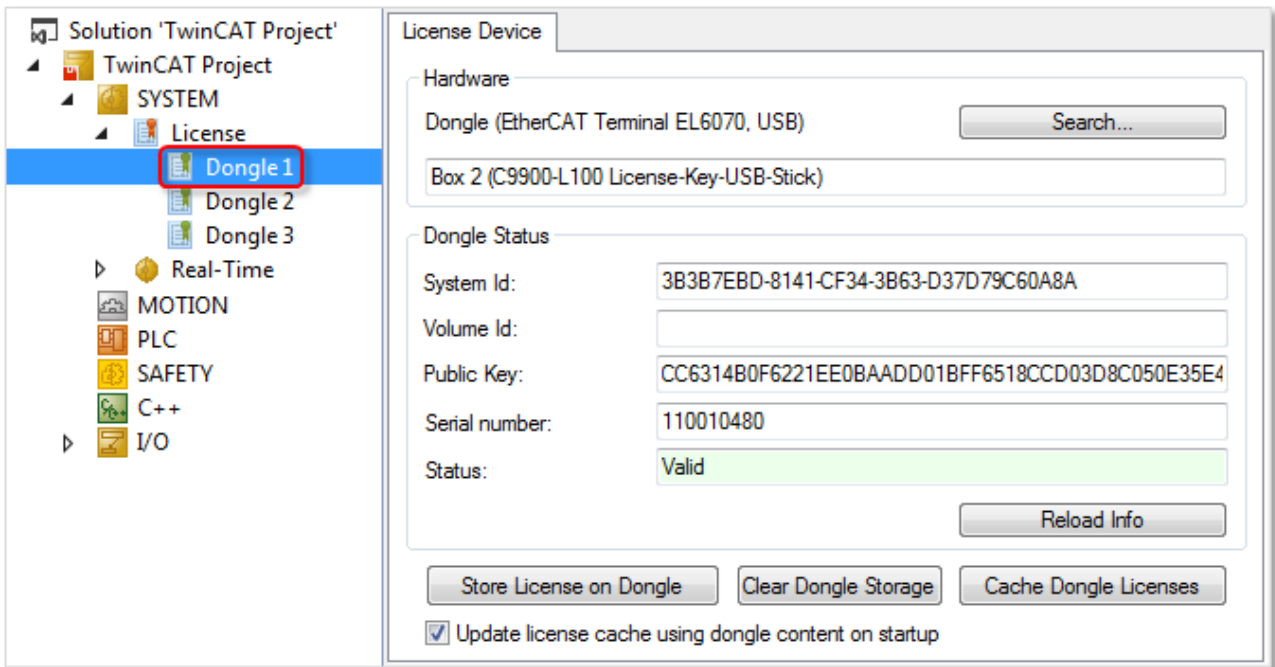 Solution 'TwinCAT Project'
TwinCAT Project
SYSTEM
License
Dongle 1
Dongle 2
Dongle 3
Real-Time
MOTION
PLC
SAFETY
C++
I/O
License Device
Hardware
Dongle (EtherCAT Terminal EL6070, USB)
Search...
Box 2 (C9900-L100 License-Key-USB-Stick)
Dongle Status
System Id: 3B3B7EBD-8141-CF34-3B63-D37D79C60A8A
Volume Id:
Public Key: CC6314B0F6221EE0BAADD01BFF6518CCD03D8C050E35E4
Serial number: 110010480
Status: Valid
Reload Info
Store License on Dongle Clear Dongle Storage Cache Dongle Licenses
Update license cache using dongle content on startup